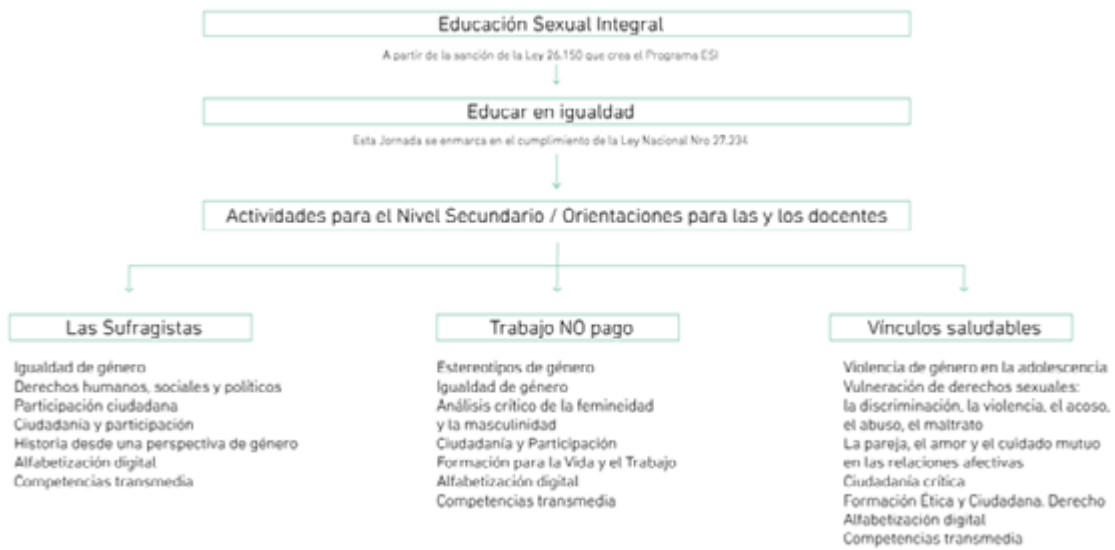 Educación Sexual Integral
A partir de la sanción de la Ley 26.150 que crea el Programa ESI
Educar en igualdad
Esta Jornada se enmarca en el cumplimiento de la Ley Nacional Nro 27.234
Actividades para el Nivel Secundario / Orientaciones para las y los docentes
Las Sufragistas
Igualdad de género
Derechos humanos, sociales y políticos
Participación ciudadana
Ciudadanía y participación
Historia desde una perspectiva de género
Alfabetización digital
Competencias transmedia
Trabajo NO pago
Estereotipos de género
Igualdad de género
Análisis crítico de la femineidad
y la masculinidad
Ciudadanía y Participación
Formación para la Vida y el Trabajo
Alfabetización digital
Competencias transmedia
Vínculos saludables
Violencia de género en la adolescencia
Vulneración de derechos sexuales:
la discriminación, la violencia, el acoso,
el abuso, el maltrato
La pareja, el amor y el cuidado mutuo
en las relaciones afectivas
Ciudadanía crítica
Formación Ética y Ciudadana. Derecho
Alfabetización digital
Competencias transmedia